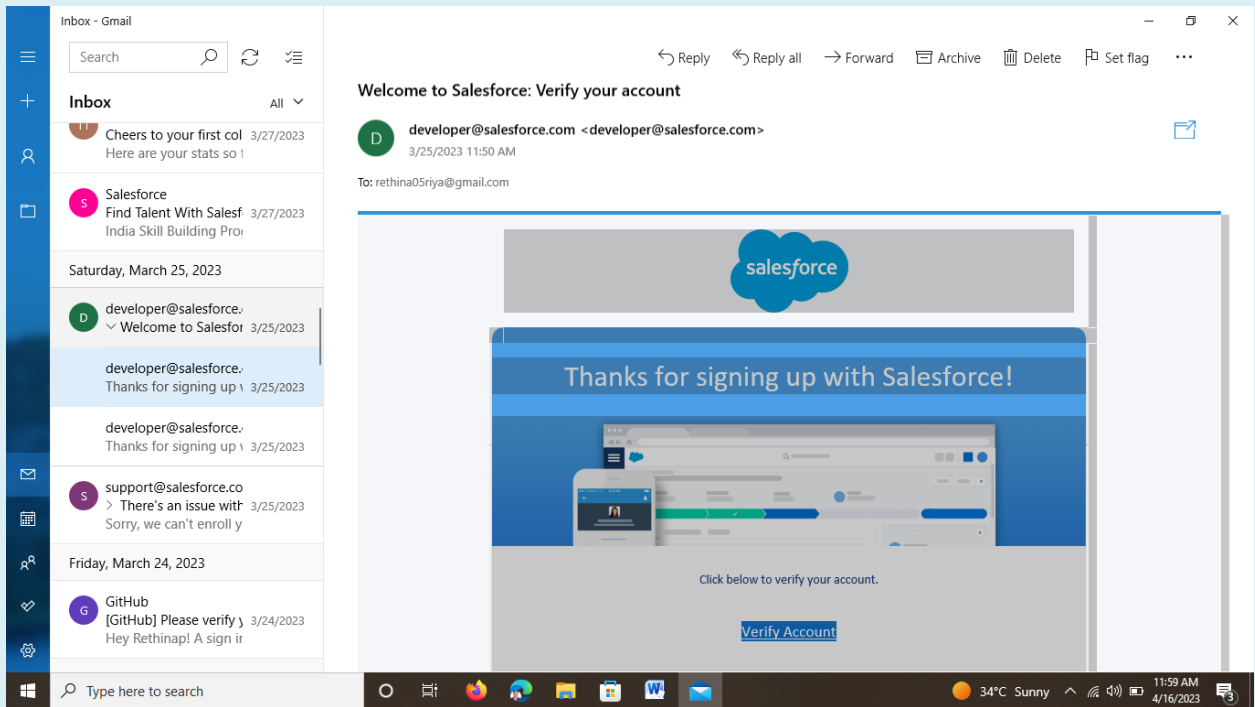 Inbox - Gmail
Search
Reply
Reply all
Forward
Archive
Delete
Set flag
Inbox
All
Cheers to your first col 3/27/2023
Here are your stats so f
S
Salesforce
Find Talent With Salesf 3/27/2023
India Skill Building Pro
Saturday, March 25, 2023
D
developer@salesforce.
Welcome to Salesfor 3/25/2023
developer@salesforce.
Thanks for signing up 3/25/2023
developer@salesforce.
Thanks for signing up 3/25/2023
S
support@salesforce.co
There's an issue with 3/25/2023
Sorry, we can't enroll y
Friday, March 24, 2023
G
GitHub
[GitHub] Please verify y 3/24/2023
Hey Rethinap! A sign in
Welcome to Salesforce: Verify your account
D
developer@salesforce.com <developer@salesforce.com>
3/25/2023 11:50 AM
To: rethina05riya@gmail.com
salesforce
Thanks for signing up with Salesforce!
Click below to verify your account.
Verify Account
Type here to search
W
34°C Sunny
11:59 AM
4/16/2023
3